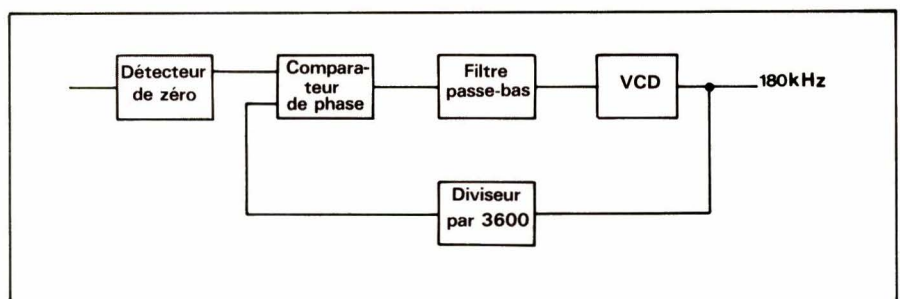 Détecteur
de zéro
Compara-
teur
de phase
Filtre
passe-bas
VCD
180kHz
Diviseur
par 3600